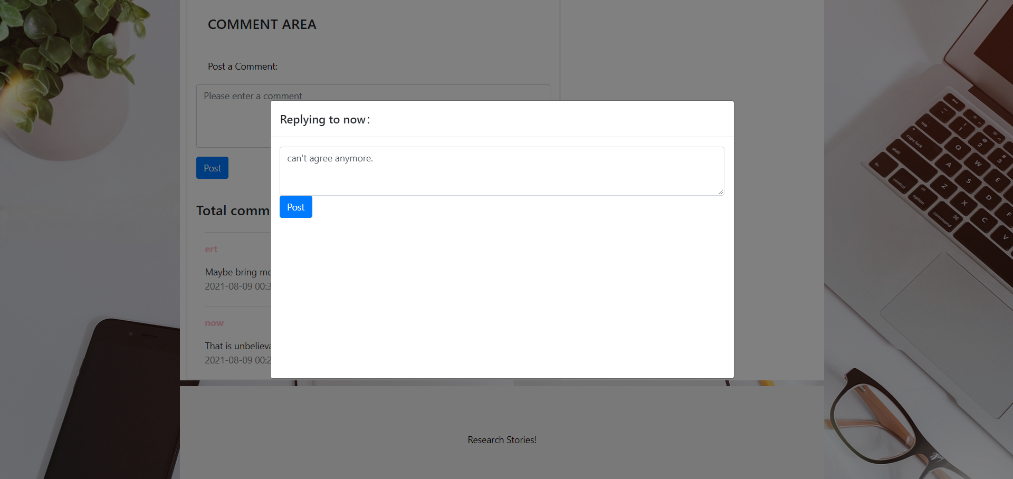 COMMENT AREA
Post a Comment:
Please enter a comment
Post
Replying to now:
can't agree anymore.
Post
Total comm
ert
Maybe bring mo
2021-08-09 00:
now
That is unbelieva
2021-08-09 00:2
Research Stories!